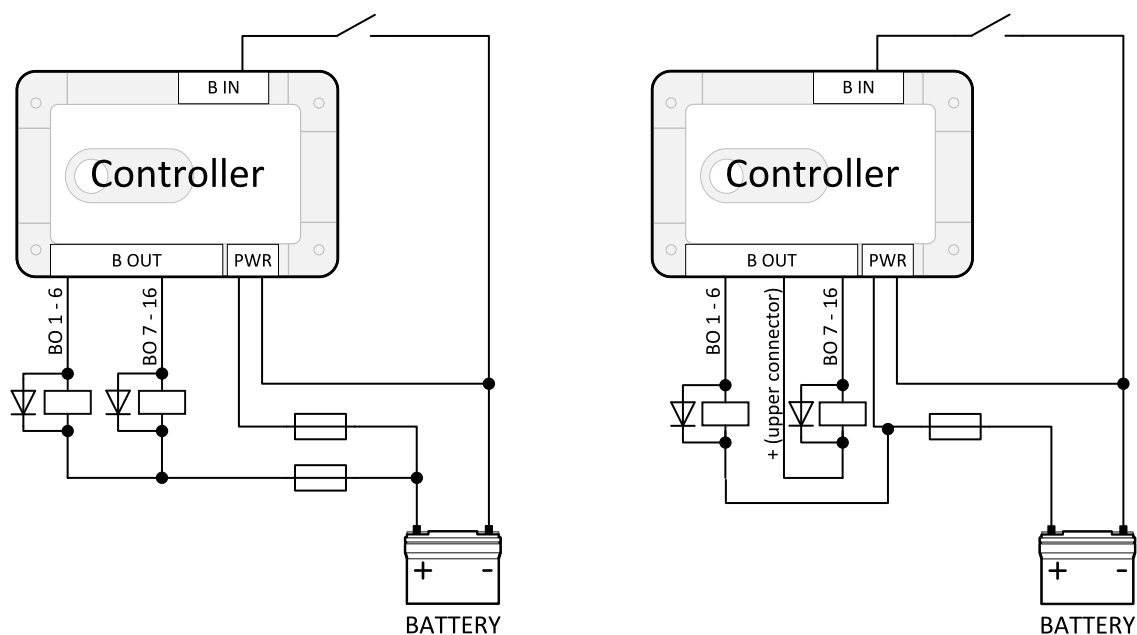 B IN
Controller
B OUT
PWR
BO 1 - 6
BO 7 - 16
+
-
BATTERY
B IN
Controller
B OUT
PWR
BO 1 - 6
+ (upper connector)
BO 7 - 16
+
-
BATTERY